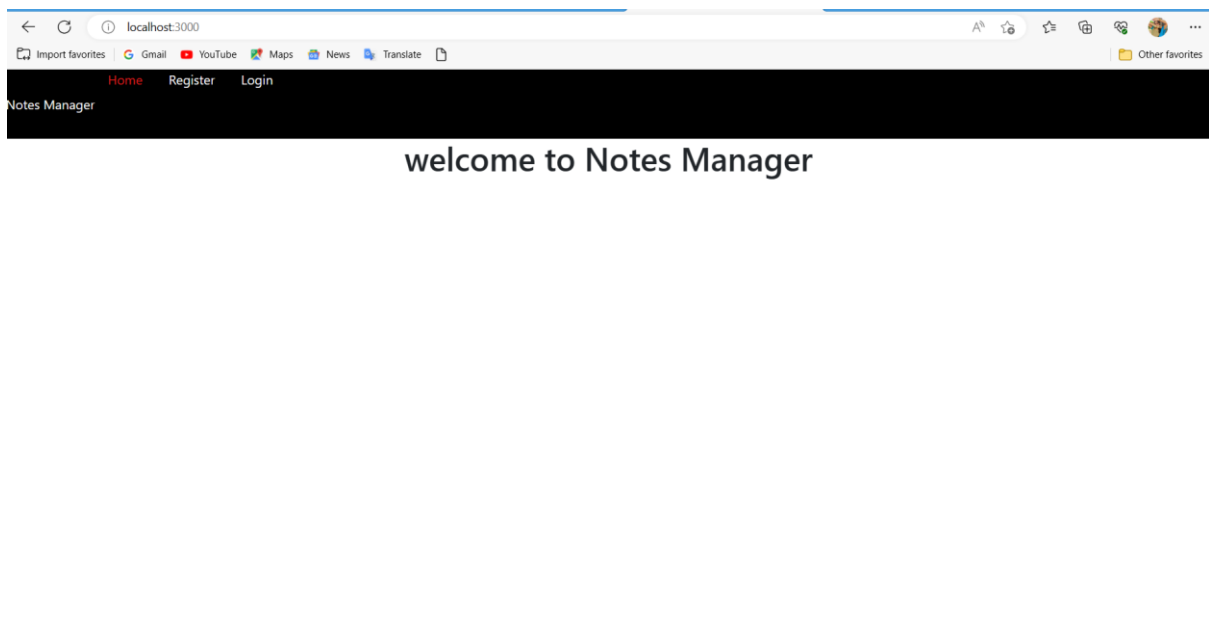 localhost:3000
Import favorites Gmail YouTube Maps News Translate Other favorites
Home Register Login
Notes Manager
welcome to Notes Manager